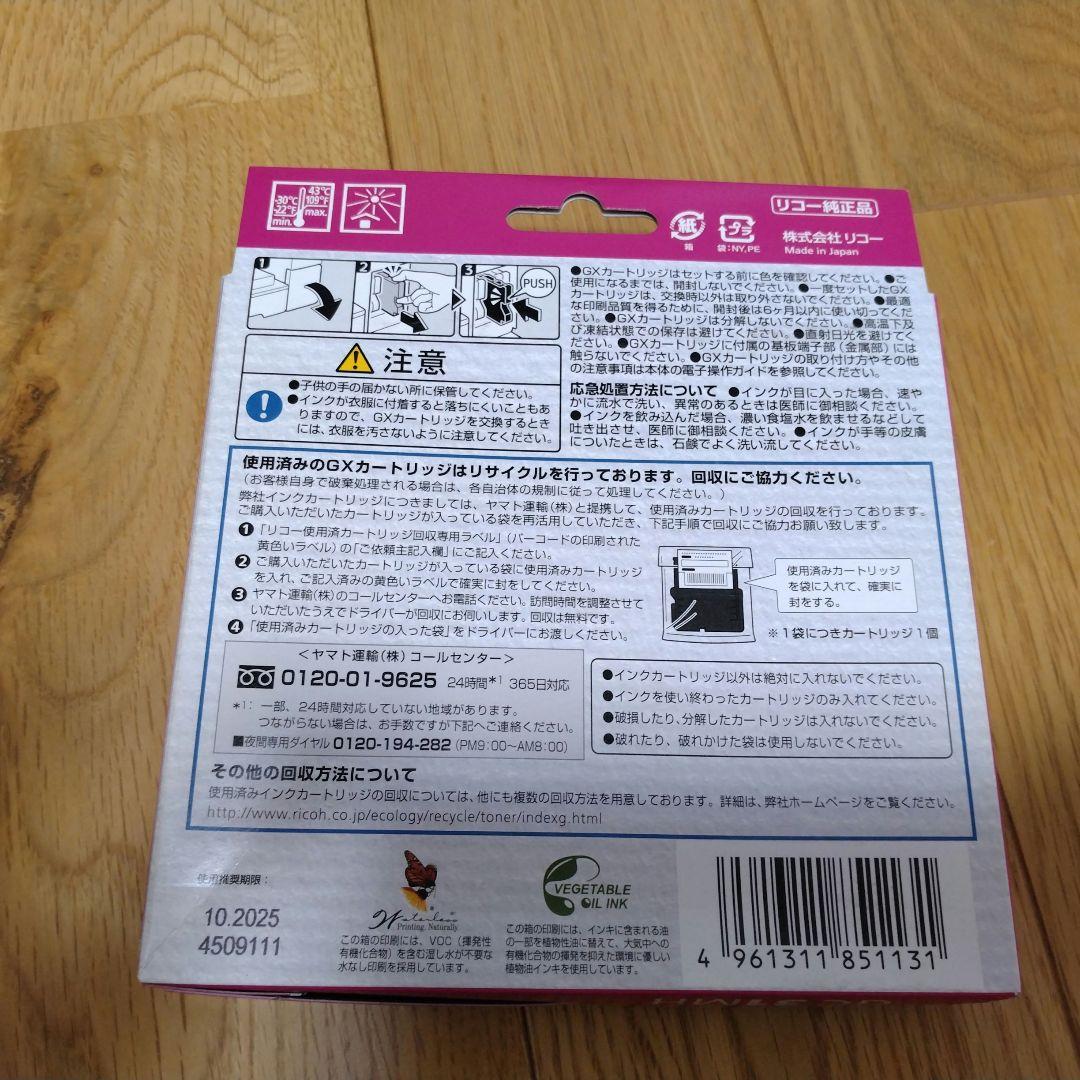 -30℃
-22°F
min.
43℃
109°F
max.
紙
箱
プラ
袋:NY,PE
リコー純正品
株式会社 リコー
Made in Japan
1
2
3
PUSH
●GXカートリッジはセットする前に色を確認してください。●ご
使用になるまでは、開封しないでください。●一度セットしたGX
カートリッジは、交換時以外は取り外さないでください。●最適
な印刷品質を得るために、開封後は6ヶ月以内に使い切ってくだ
さい。●GXカートリッジは分解しないでください。●高温下及
び凍結状態での保存は避けてください。●直射日光を避けてく
ださい。●GXカートリッジに付属の基板端子部(金属部)には
触らないでください。●GXカートリッジの取り付け方やその他
の注意事項は本体の電子操作ガイドを参照してください。
注意
●子供の手の届かない所に保管してください。
●インクが衣服に付着すると落ちにくいこともあ
りますので、GXカートリッジを交換するとき
には、衣服を汚さないように注意してください。
応急処置方法について ●インクが目に入った場合、速や
かに流水で洗い、異常のあるときは医師に御相談ください。
●インクを飲み込んだ場合、濃い食塩水を飲ませるなどして
吐き出させ、医師に御相談ください。●インクが手等の皮膚
についたときは、石鹸でよく洗い流してください。
使用済みのGXカートリッジはリサイクルを行っております。回収にご協力ください。
(お客様自身で破棄処理される場合は、各自治体の規制に従って処理してください。)
弊社インクカートリッジにつきましては、ヤマト運輸(株)と提携して、使用済みカートリッジの回収を行っております。
ご購入いただいたカートリッジが入っている袋を再活用していただき、下記手順で回収にご協力お願い致します。
❶「リコー使用済カートリッジ回収専用ラベル」(バーコードの印刷された
黄色いラベル)の「ご依頼主記入欄」にご記入ください。
❷ ご購入いただいたカートリッジが入っている袋に使用済みカートリッジ
を入れ、ご記入済みの黄色いラベルで確実に封をしてください。
❸ ヤマト運輸(株)のコールセンターへお電話ください。訪問時間を調整させて
いただいたうえでドライバーが回収にお伺いします。回収は無料です。
❹「使用済みカートリッジの入った袋」をドライバーにお渡しください。
使用済みカートリッジ
を袋に入れて、確実に
封をする。
※1袋につきカートリッジ1個
<ヤマト運輸(株)コールセンター>
0120-01-9625 24時間*1 365日対応
*1: 一部、24時間対応していない地域があります。
つながらない場合は、お手数ですが下記へご連絡ください。
■夜間専用ダイヤル 0120-194-282 (PM9:00〜AM8:00)
●インクカートリッジ以外は絶対に入れないでください。
●インクを使い終わったカートリッジのみ入れてください。
●破損したり、分解したカートリッジは入れないでください。
●破れたり、破れかけた袋は使用しないでください。
その他の回収方法について
使用済みインクカートリッジの回収については、他にも複数の回収方法を用意しております。詳細は、弊社ホームページをご覧ください。
http://www.ricoh.co.jp/ecology/recycle/toner/indexg.html
使用推奨期限:
10.2025
4509111
Waterless
Printing. Naturally.
この箱の印刷には、VOC(揮発性
有機化合物)を含む湿し水が不要な
水なし印刷を採用しています。
VEGETABLE
OIL INK
この箱の印刷には、インキに含まれる油
の一部を植物性油に替えて、大気中への
有機化合物の揮発を抑えた環境に優しい
植物油インキを使用しています。
4 961311 851131